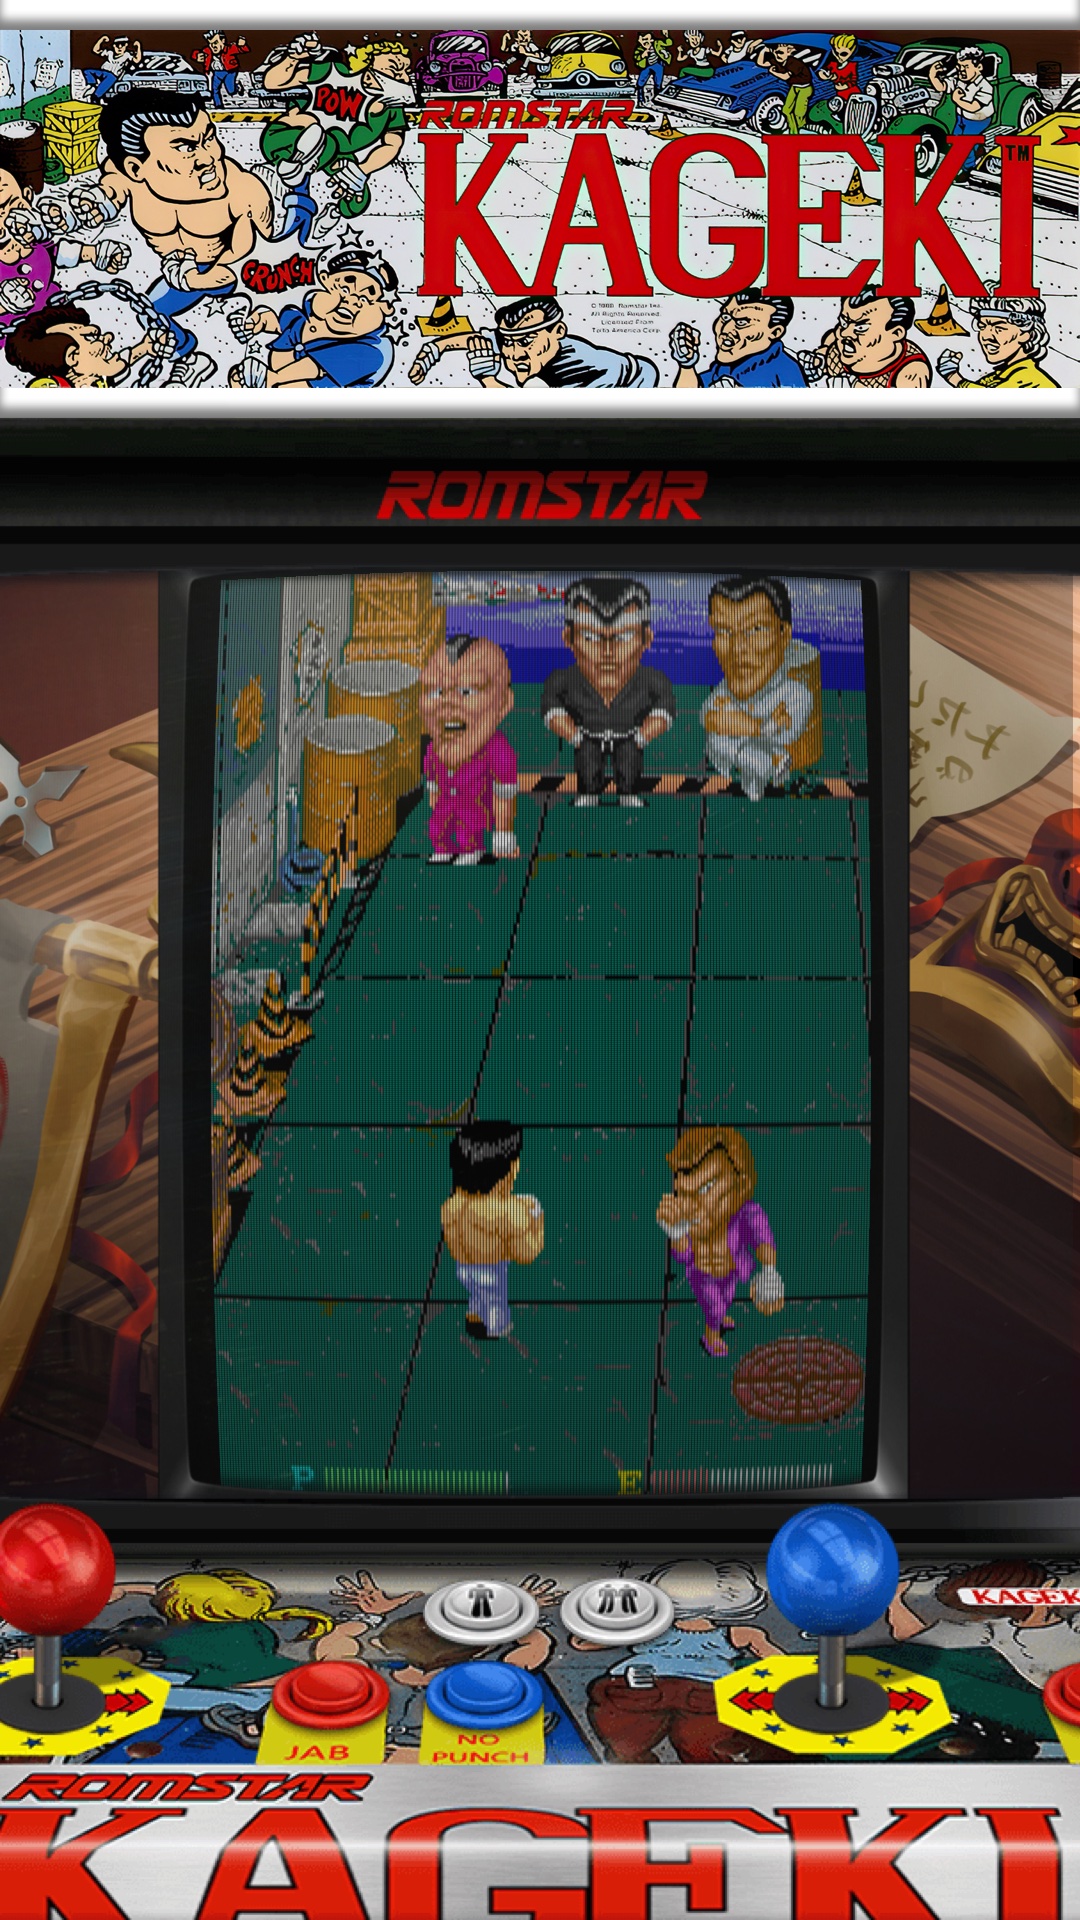 POW
ROMSTAR
KAGEKI™
CRUNCH
© 1988 Romstar Inc.
All Rights Reserved.
Licensed From
Taito America Corp.
ROMSTAR
P E
KAGEK
JAB
NO
PUNCH
ROMSTAR
KAGEKI